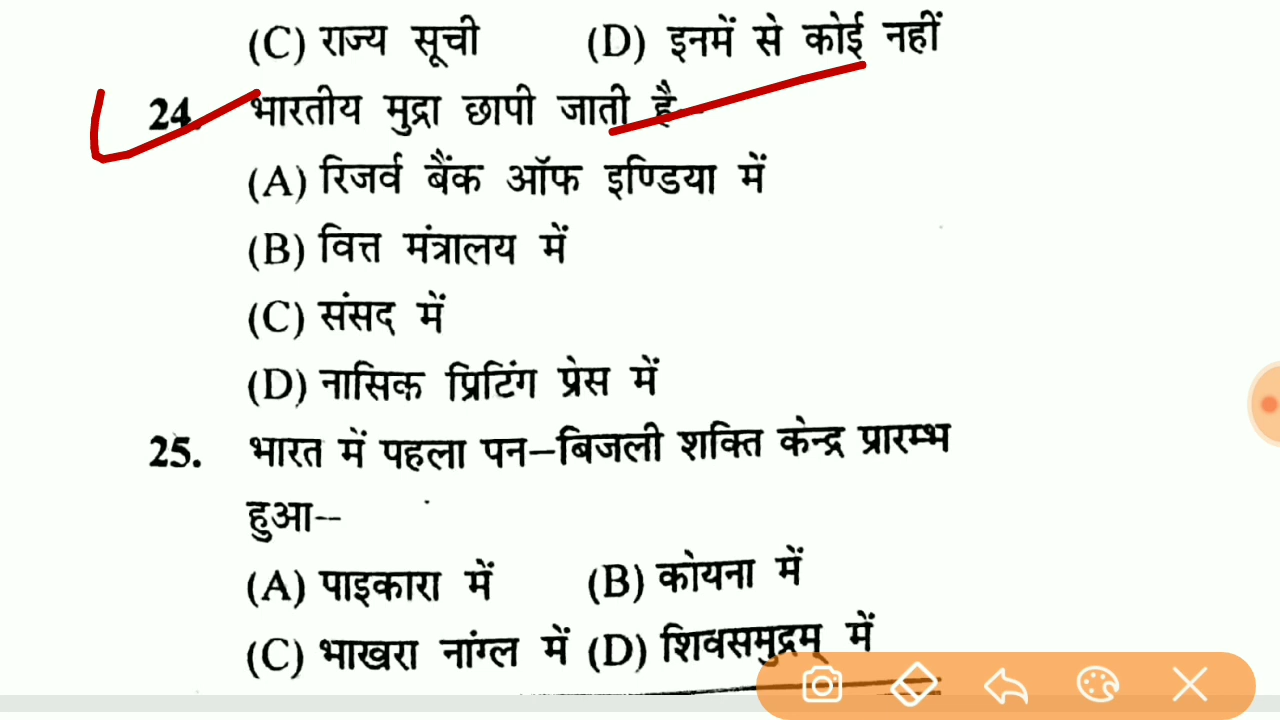 (C) राज्य सूची (D) इनमें से कोई नहीं
24. भारतीय मुद्रा छापी जाती है–
(A) रिजर्व बैंक ऑफ इण्डिया में
(B) वित्त मंत्रालय में
(C) संसद में
(D) नासिक प्रिटिंग प्रेस में
25. भारत में पहला पन–बिजली शक्ति केन्द्र प्रारम्भ
हुआ--
(A) पाइकारा में (B) कोयना में
(C) भाखरा नांग्ल में (D) शिवसमुद्रम् में